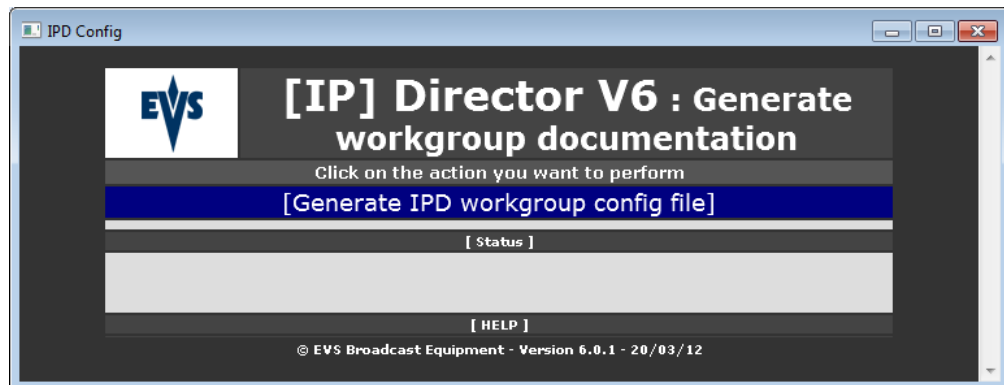 IPD Config
EVS
[IP] Director V6 : Generate
workgroup documentation
Click on the action you want to perform
[Generate IPD workgroup config file]
[ Status ]
[ HELP ]
© EVS Broadcast Equipment - Version 6.0.1 - 20/03/12